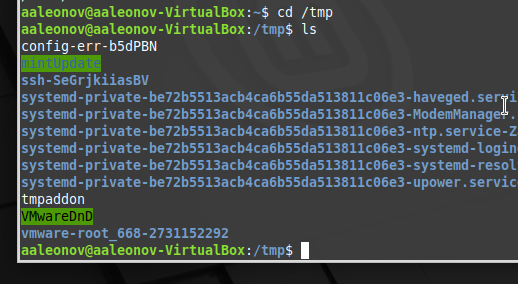 aaleonov@aaleonov-VirtualBox:~$ cd /tmp
aaleonov@aaleonov-VirtualBox:/tmp$ ls
config-err-b5dPBN
mintUpdate
ssh-SeGrjkiiasBV
systemd-private-be72b5513acb4ca6b55da513811c06e3-haveged.servi
systemd-private-be72b5513acb4ca6b55da513811c06e3-ModemManager.
systemd-private-be72b5513acb4ca6b55da513811c06e3-ntp.service-Z
systemd-private-be72b5513acb4ca6b55da513811c06e3-systemd-login
systemd-private-be72b5513acb4ca6b55da513811c06e3-systemd-resol
systemd-private-be72b5513acb4ca6b55da513811c06e3-upower.servic
tmpaddon
VMwareDnD
vmware-root_668-2731152292
aaleonov@aaleonov-VirtualBox:/tmp$